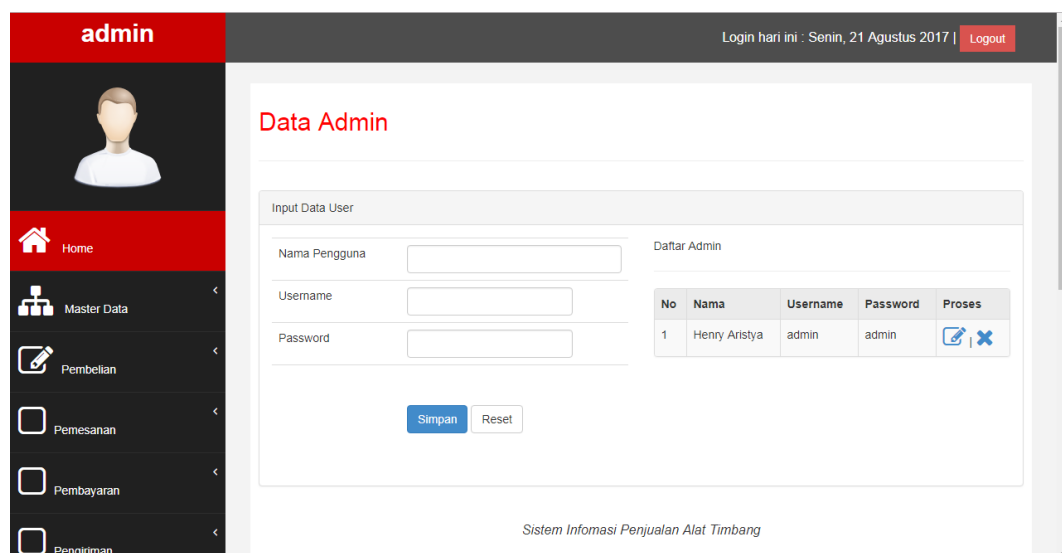 admin
Login hari ini : Senin, 21 Agustus 2017 | Logout
Data Admin
Home
Master Data
Pembelian
Pemesanan
Pembayaran
Pengiriman
Input Data User
Nama Pengguna
Username
Password
Simpan Reset
Daftar Admin
No Nama Username Password Proses
1 Henry Aristya admin admin |
Sistem Infomasi Penjualan Alat Timbang